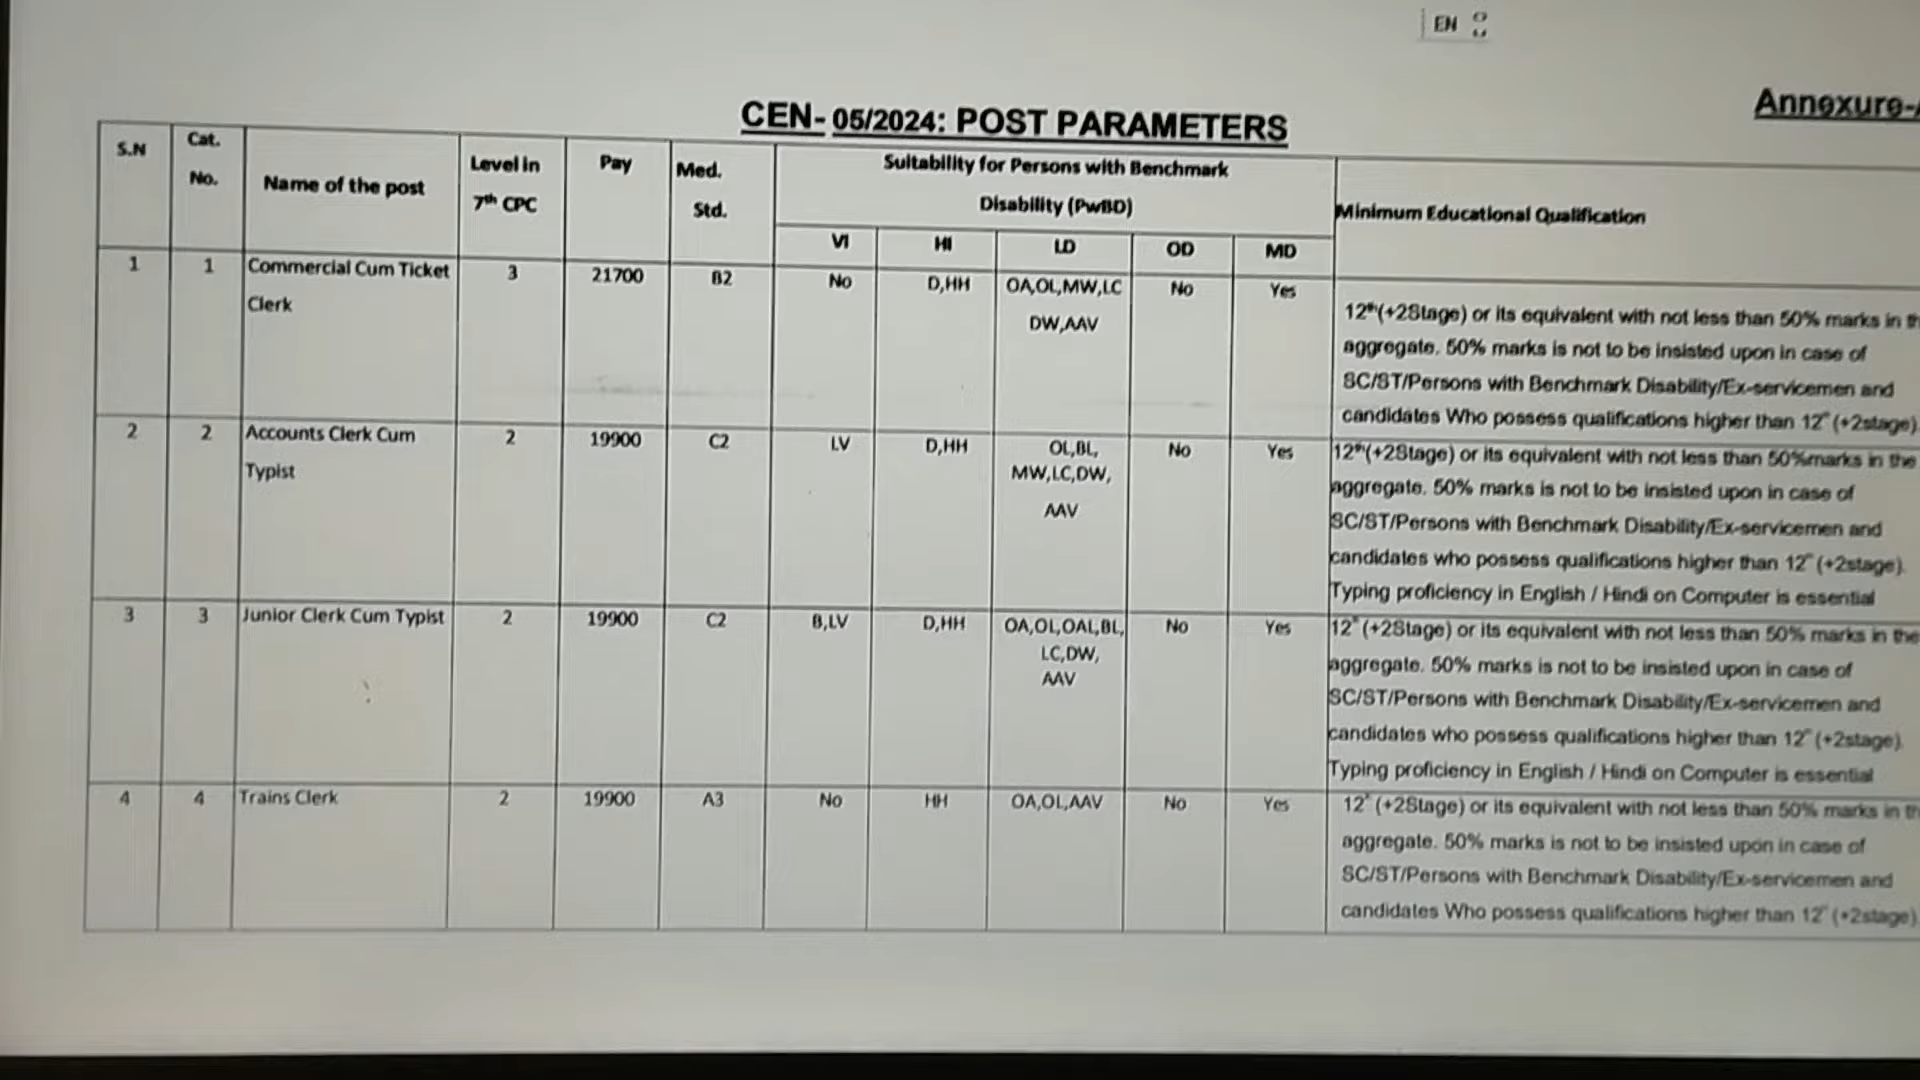 EN
CEN- 05/2024: POST PARAMETERS
Annexure-
S.N
Cat.
No.
Name of the post
Level in
7th CPC
Pay
Med.
Std.
Suitability for Persons with Benchmark
Disability (PwBD)
VI
HI
LD
OD
MD
Minimum Educational Qualification
1
1
Commercial Cum Ticket
Clerk
3
21700
B2
No
D,HH
OA,OL,MW,LC
DW,AAV
No
Yes
12th(+2Stage) or its equivalent with not less than 50% marks in
aggregate. 50% marks is not to be insisted upon in case of
SC/ST/Persons with Benchmark Disability/Ex-servicemen and
candidates Who possess qualifications higher than 12" (+2stage)
2
2
Accounts Clerk Cum
Typist
2
19900
C2
LV
D,HH
OL,BL,
MW,LC,DW,
AAV
No
Yes
12th(+2Stage) or its equivalent with not less than 50%marks in the
aggregate. 50% marks is not to be insisted upon in case of
SC/ST/Persons with Benchmark Disability/Ex-servicemen and
candidates who possess qualifications higher than 12" (+2stage).
Typing proficiency in English / Hindi on Computer is essential
3
3
Junior Clerk Cum Typist
2
19900
C2
B,LV
D,HH
OA,OL,OAL,BL,
LC,DW,
AAV
No
Yes
12" (+2Stage) or its equivalent with not less than 50% marks in the
aggregate. 50% marks is not to be insisted upon in case of
SC/ST/Persons with Benchmark Disability/Ex-servicemen and
candidates who possess qualifications higher than 12" (+2stage).
Typing proficiency in English / Hindi on Computer is essential
4
4
Trains Clerk
2
19900
A3
No
HH
OA,OL,AAV
No
Yes
12" (+2Stage) or its equivalent with not less than 50% marks in
aggregate. 50% marks is not to be insisted upon in case of
SC/ST/Persons with Benchmark Disability/Ex-servicemen and
candidates Who possess qualifications higher than 12" (+2stage)